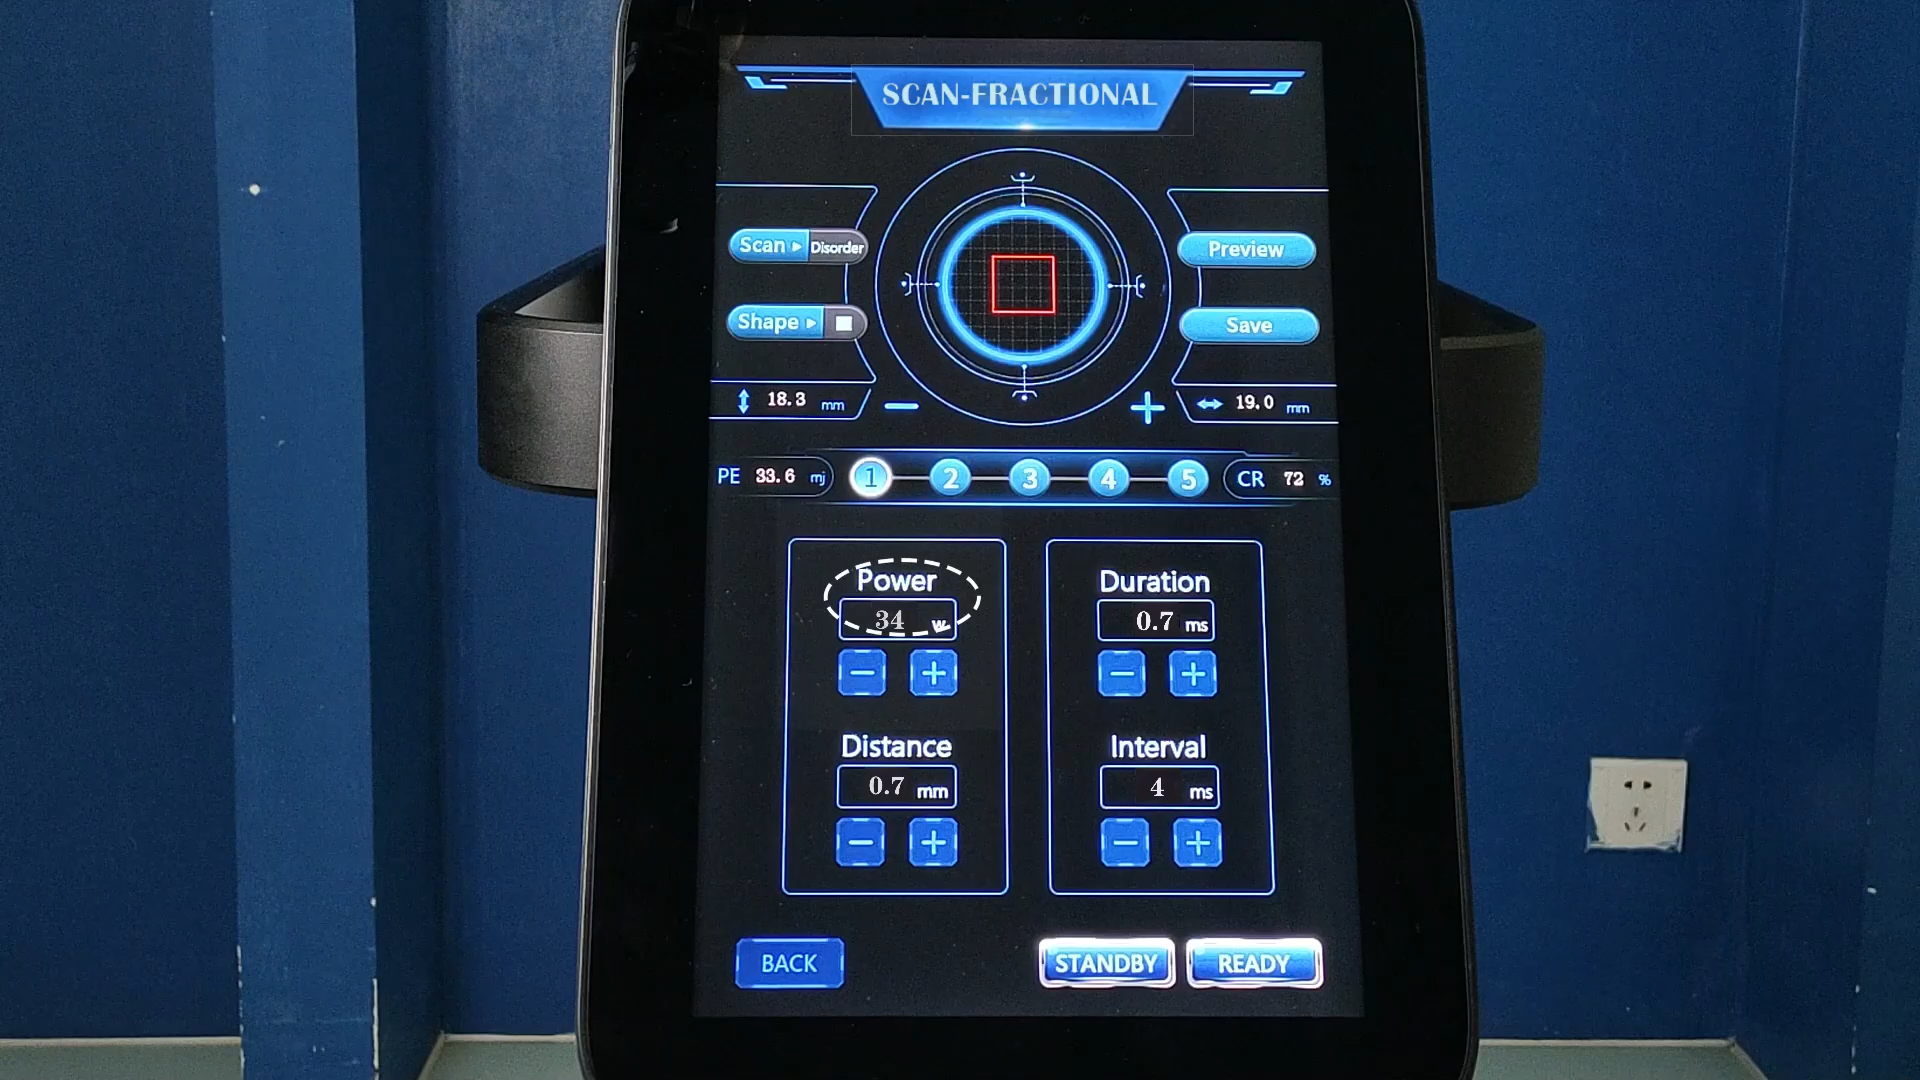 SCAN-FRACTIONAL
Scan Disorder
Preview
Shape
Save
18.3 mm
19.0 mm
PE 33.6 mj
1 2 3 4 5
CR 72 %
Power
34 w
Duration
0.7 ms
Distance
0.7 mm
Interval
4 ms
BACK
STANDBY
READY